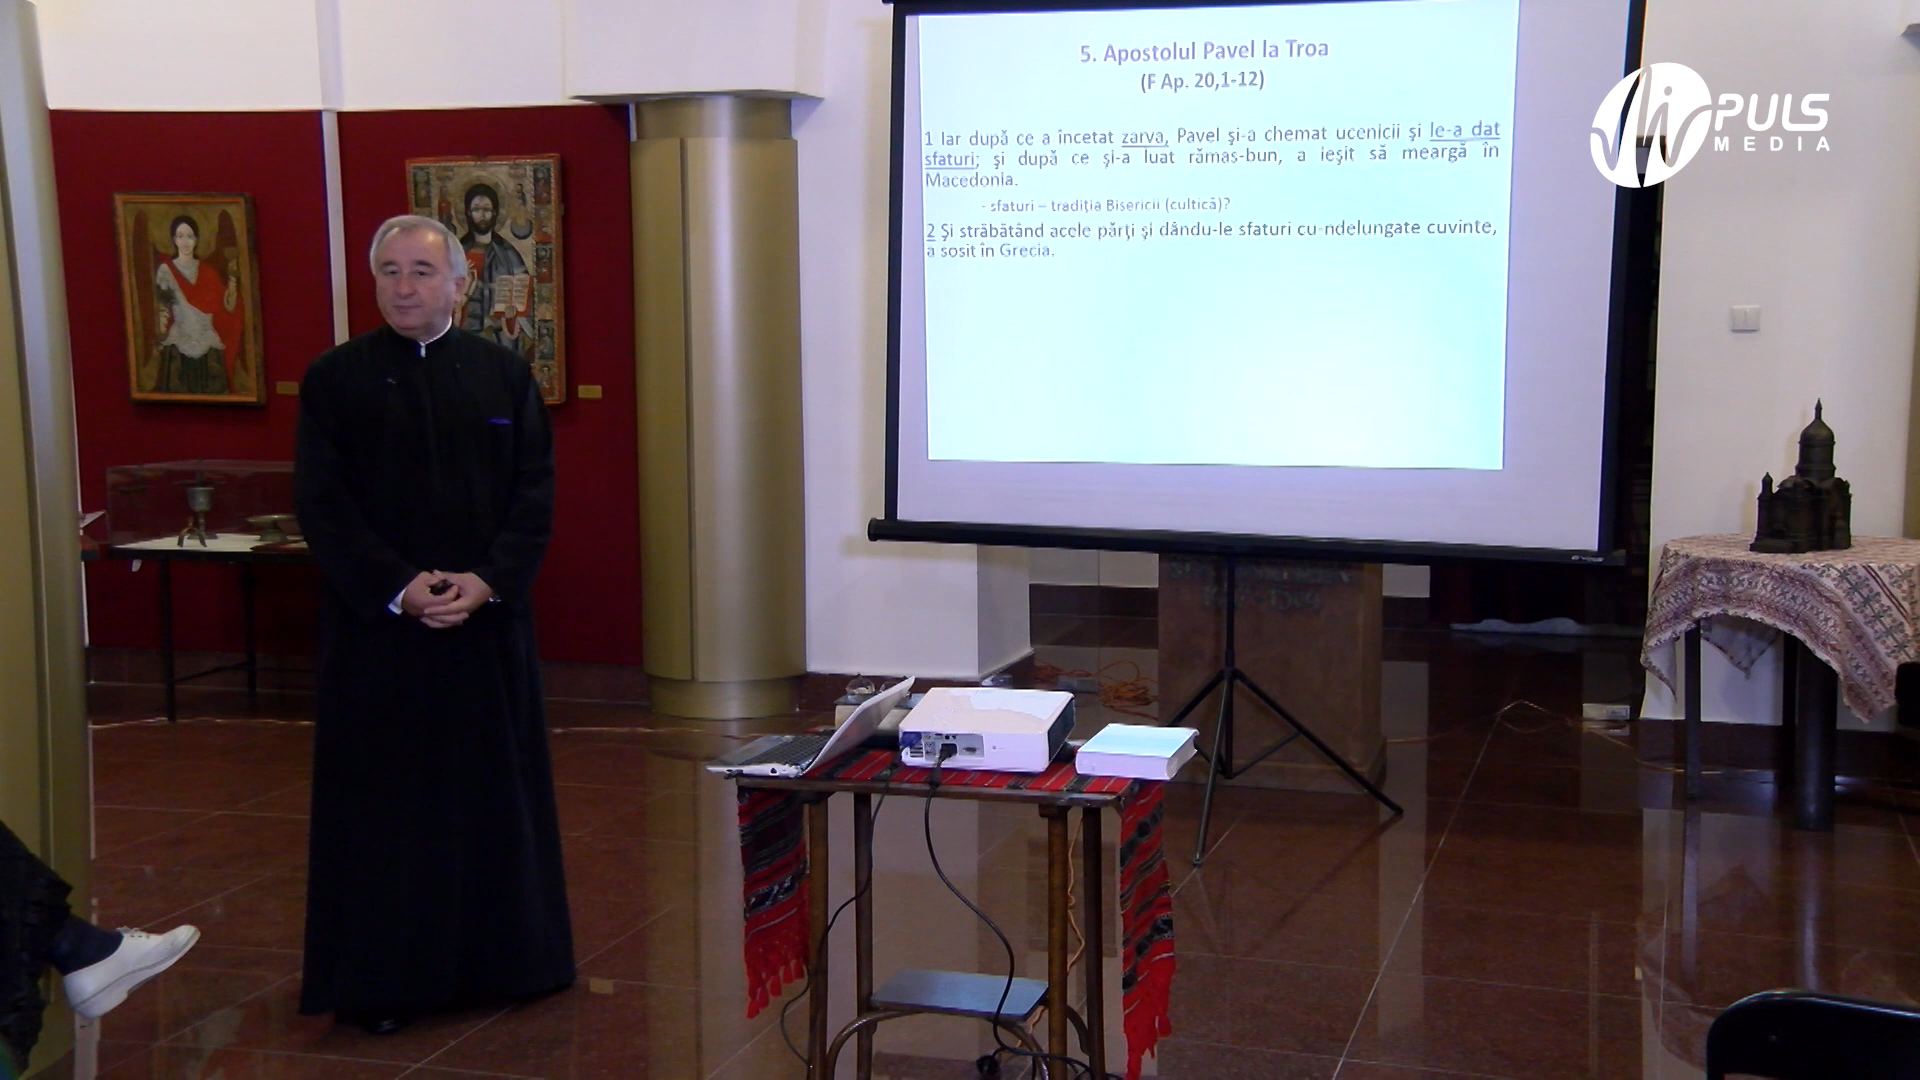 5. Apostolul Pavel la Troa
(F Ap. 20,1-12)
1 Iar după ce a încetat zarva, Pavel şi-a chemat ucenicii şi le-a dat
sfaturi; şi după ce şi-a luat rămas-bun, a ieşit să meargă în
Macedonia.
- sfaturi – tradiția Bisericii (cultică)?
2 Şi străbătând acele părţi şi dându-le sfaturi cu-ndelungate cuvinte,
a sosit în Grecia.
PULS
MEDIA